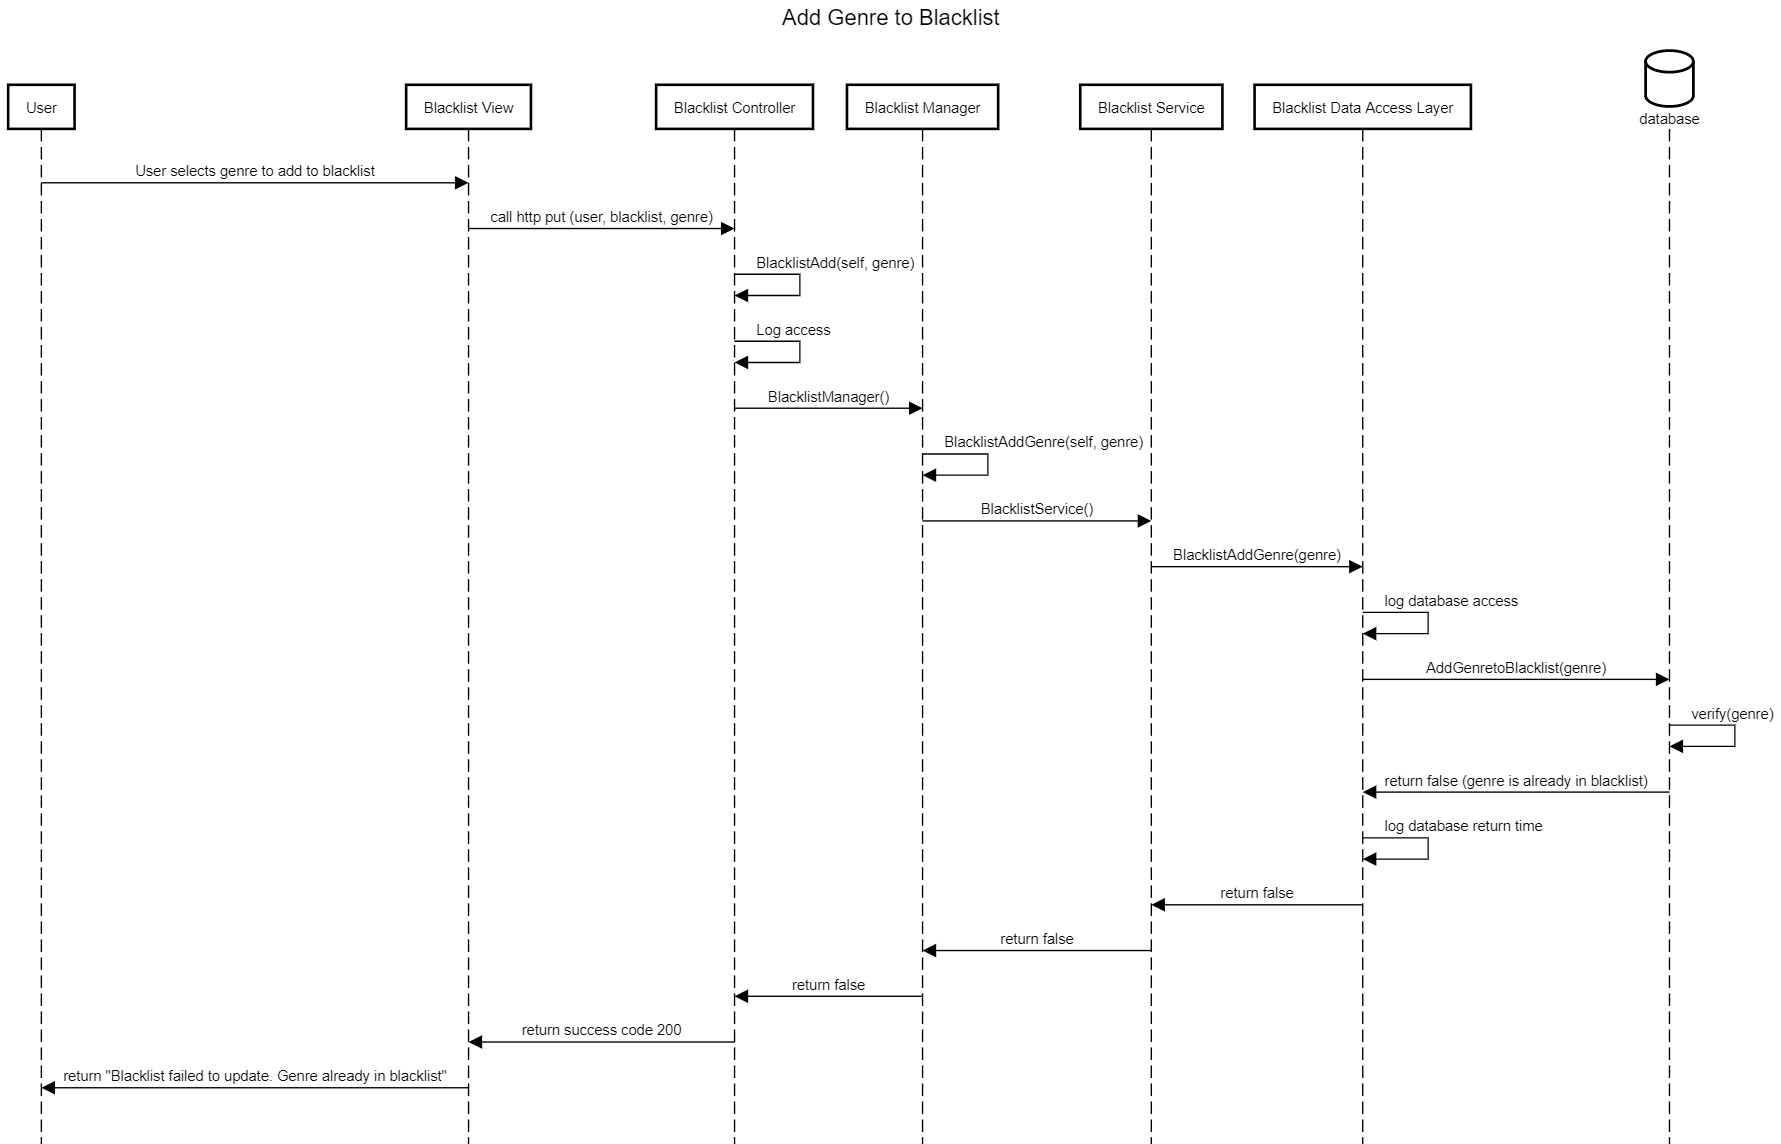 Add Genre to Blacklist
User
Blacklist View
Blacklist Controller
Blacklist Manager
Blacklist Service
Blacklist Data Access Layer
database
User selects genre to add to blacklist
call http put (user, blacklist, genre)
BlacklistAdd(self, genre)
Log access
BlacklistManager()
BlacklistAddGenre(self, genre)
BlacklistService()
BlacklistAddGenre(genre)
log database access
AddGenretoBlacklist(genre)
verify(genre)
return false (genre is already in blacklist)
log database return time
return false
return false
return false
return success code 200
return "Blacklist failed to update. Genre already in blacklist"